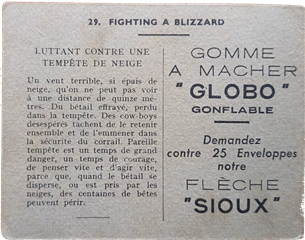 29. FIGHTING A BLIZZARD
LUTTANT CONTRE UNE
TEMPÊTE DE NEIGE
Un vent terrible, si épais de
neige, qu'on ne peut pas voir
à une distance de quinze mé-
tres. Du bétail effrayé, perdu
dans la tempête. Des cow-boys
désespérés tachent de le retenir
ensemble et de l'emmener dans
la sécurité du corrail. Pareille
tempête est un temps de grand
danger, un temps de courage,
de penser vite et d'agir vite,
parce que, quand le bétail se
disperse, ou est pris par les
neiges, des centaines de bêtes
peuvent périr.
GOMME
A MACHER
"GLOBO"
GONFLABLE
Demandez
contre 25 Enveloppes
notre
FLÈCHE
"SIOUX"